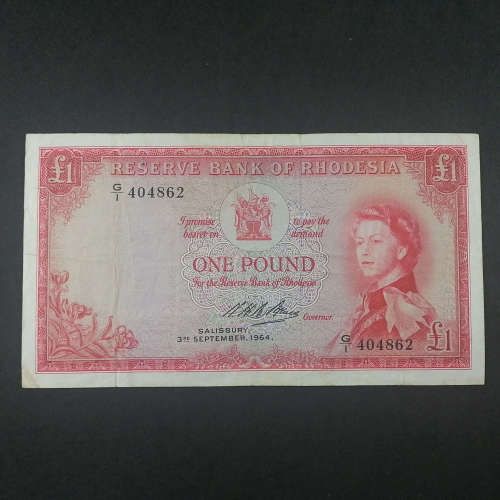 £1 RESERVE BANK OF RHODESIA £1
G/1 404862
I promise to pay the
bearer on demand
ONE POUND
For the Reserve Bank of Rhodesia
Governor.
SALISBURY,
3RD SEPTEMBER, 1964.
G/1 404862 £1